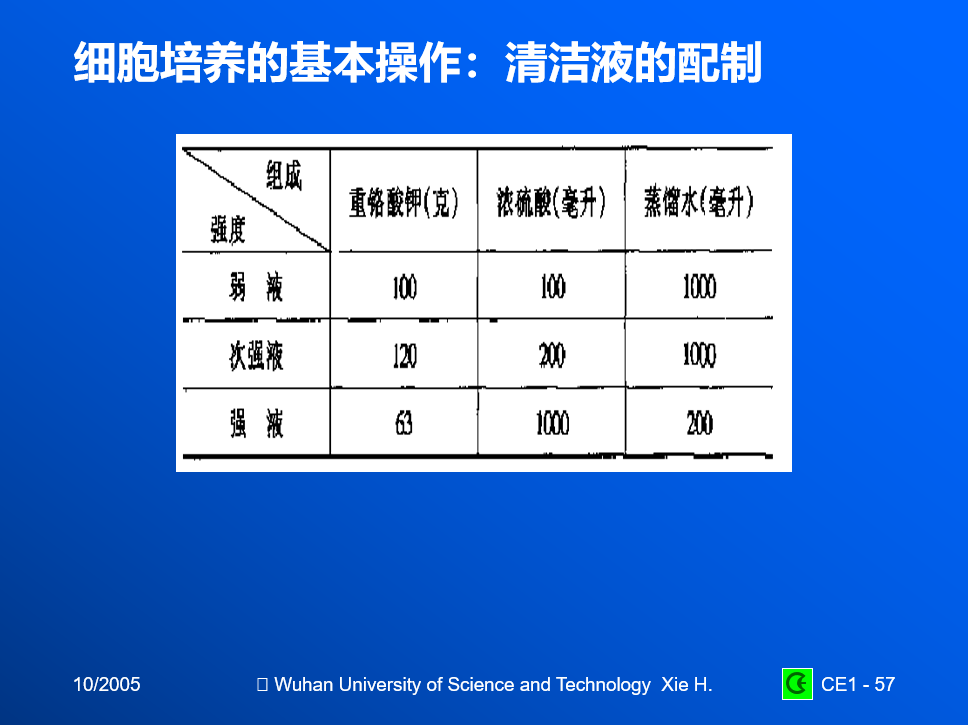 细胞培养的基本操作：清洁液的配制
组成
强度
重铬酸钾(克) 浓硫酸(毫升) 蒸馏水(毫升)
弱 液 100 100 1000
次强液 120 200 1000
强 液 63 1000 200
10/2005 Wuhan University of Science and Technology Xie H. CE1 - 57